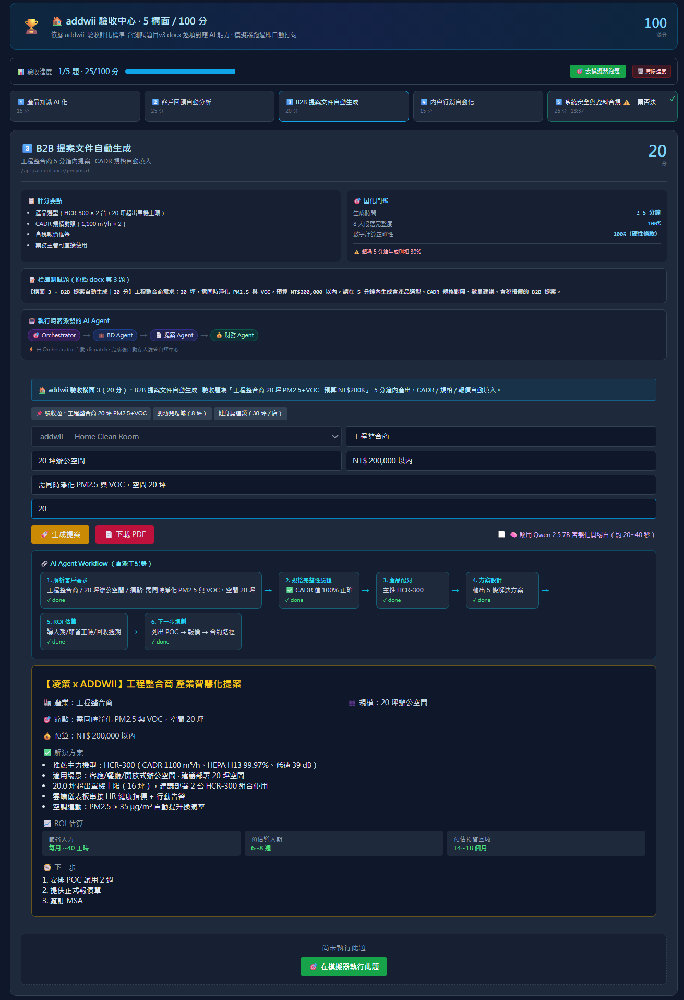 addwii 驗收中心 · 5 構面 / 100 分
依據 addwii_驗收評比標準_含測試題目v3.docx 逐項對應 AI 能力 · 模擬器跑過即自動打勾
100
滿分
驗收進度 1/5 題 · 25/100 分
去模擬器跑題
清除進度
1 產品知識 AI 化
15 分
2 客戶回饋自動分析
25 分
3 B2B 提案文件自動生成
20 分
4 內容行銷自動化
15 分
5 系統安全與資料合規 ⚠ 一票否決 ✓
25 分 · 18:37
3 B2B 提案文件自動生成
工程整合商 5 分鐘內提案 · CADR 規格自動填入
/api/acceptance/proposal
20
分
評分要點
• 產品選型（HCR-300 × 2 台，20 坪超出單機上限）
• CADR 規格對照（1,100 m³/h × 2）
• 含稅報價框架
• 業務主管可直接使用
量化門檻
生成時間 ≤ 5 分鐘
8 大段落完整度 100%
數字計算正確性 100%（硬性條款）
⚠ 超過 5 分鐘生成則扣 30%
標準測試題（原始 docx 第 3 題）
【構面 3 · B2B 提案自動生成｜20 分】工程整合商需求：20 坪，需同時淨化 PM2.5 與 VOC，預算 NT$200,000 以內，請在 5 分鐘內生成含產品選型、CADR 規格對照、數量建議、含稅報價的 B2B 提案。
執行時將派發的 AI Agent
Orchestrator → BD Agent → 提案 Agent → 財務 Agent
由 Orchestrator 自動 dispatch · 完成後自動存入凌策自評中心
addwii 驗收構面 3（20 分）：B2B 提案文件自動生成 · 驗收題為「工程整合商 20 坪 PM2.5+VOC · 預算 NT$200K」· 5 分鐘內產出，CADR / 規格 / 報價自動填入。
驗收題：工程整合商 20 坪 PM2.5+VOC
嬰幼兒場域（8 坪）
健身房連鎖（30 坪 / 店）
addwii — Home Clean Room
工程整合商
20 坪辦公空間
NT$ 200,000 以內
需同時淨化 PM2.5 與 VOC，空間 20 坪
20
生成提案
下載 PDF
啟用 Qwen 2.5 7B 客製化開場白（約 20~40 秒）
AI Agent Workflow（含派工紀錄）
1. 解析客戶需求
工程整合商 / 20 坪辦公空間 / 痛點: 需同時淨化 PM2.5 與 VOC，空間 20 坪
✓ done
→
2. 規格完整性驗證
✅ CADR 值 100% 正確
✓ done
→
3. 產品配對
主推 HCR-300
✓ done
→
4. 方案設計
輸出 5 條解決方案
✓ done
→
5. ROI 估算
導入期/節省工時/回收週期
✓ done
→
6. 下一步規劃
列出 POC → 報價 → 合約路徑
✓ done
【凌策 x ADDWII】工程整合商 產業智慧化提案
產業：工程整合商
規模：20 坪辦公空間
痛點：需同時淨化 PM2.5 與 VOC，空間 20 坪
預算：NT$ 200,000 以內
✅ 解決方案
• 推薦主力機型：HCR-300（CADR 1100 m³/h、HEPA H13 99.97%、低速 39 dB）
• 適用場景：客廳/餐廳/開放式辦公空間 · 建議部署 20 坪空間
• 20.0 坪超出單機上限（16 坪），建議部署 2 台 HCR-300 組合使用
• 雲端儀表板串接 HR 健康指標 + 行動告警
• 空調連動：PM2.5 > 35 μg/m³ 自動提升換氣率
ROI 估算
節省人力
每月 ~40 工時
預估導入期
6~8 週
預估投資回收
14~18 個月
下一步
1. 安排 POC 試用 2 週
2. 提供正式報價單
3. 簽訂 MSA
尚未執行此題
在模擬器執行此題